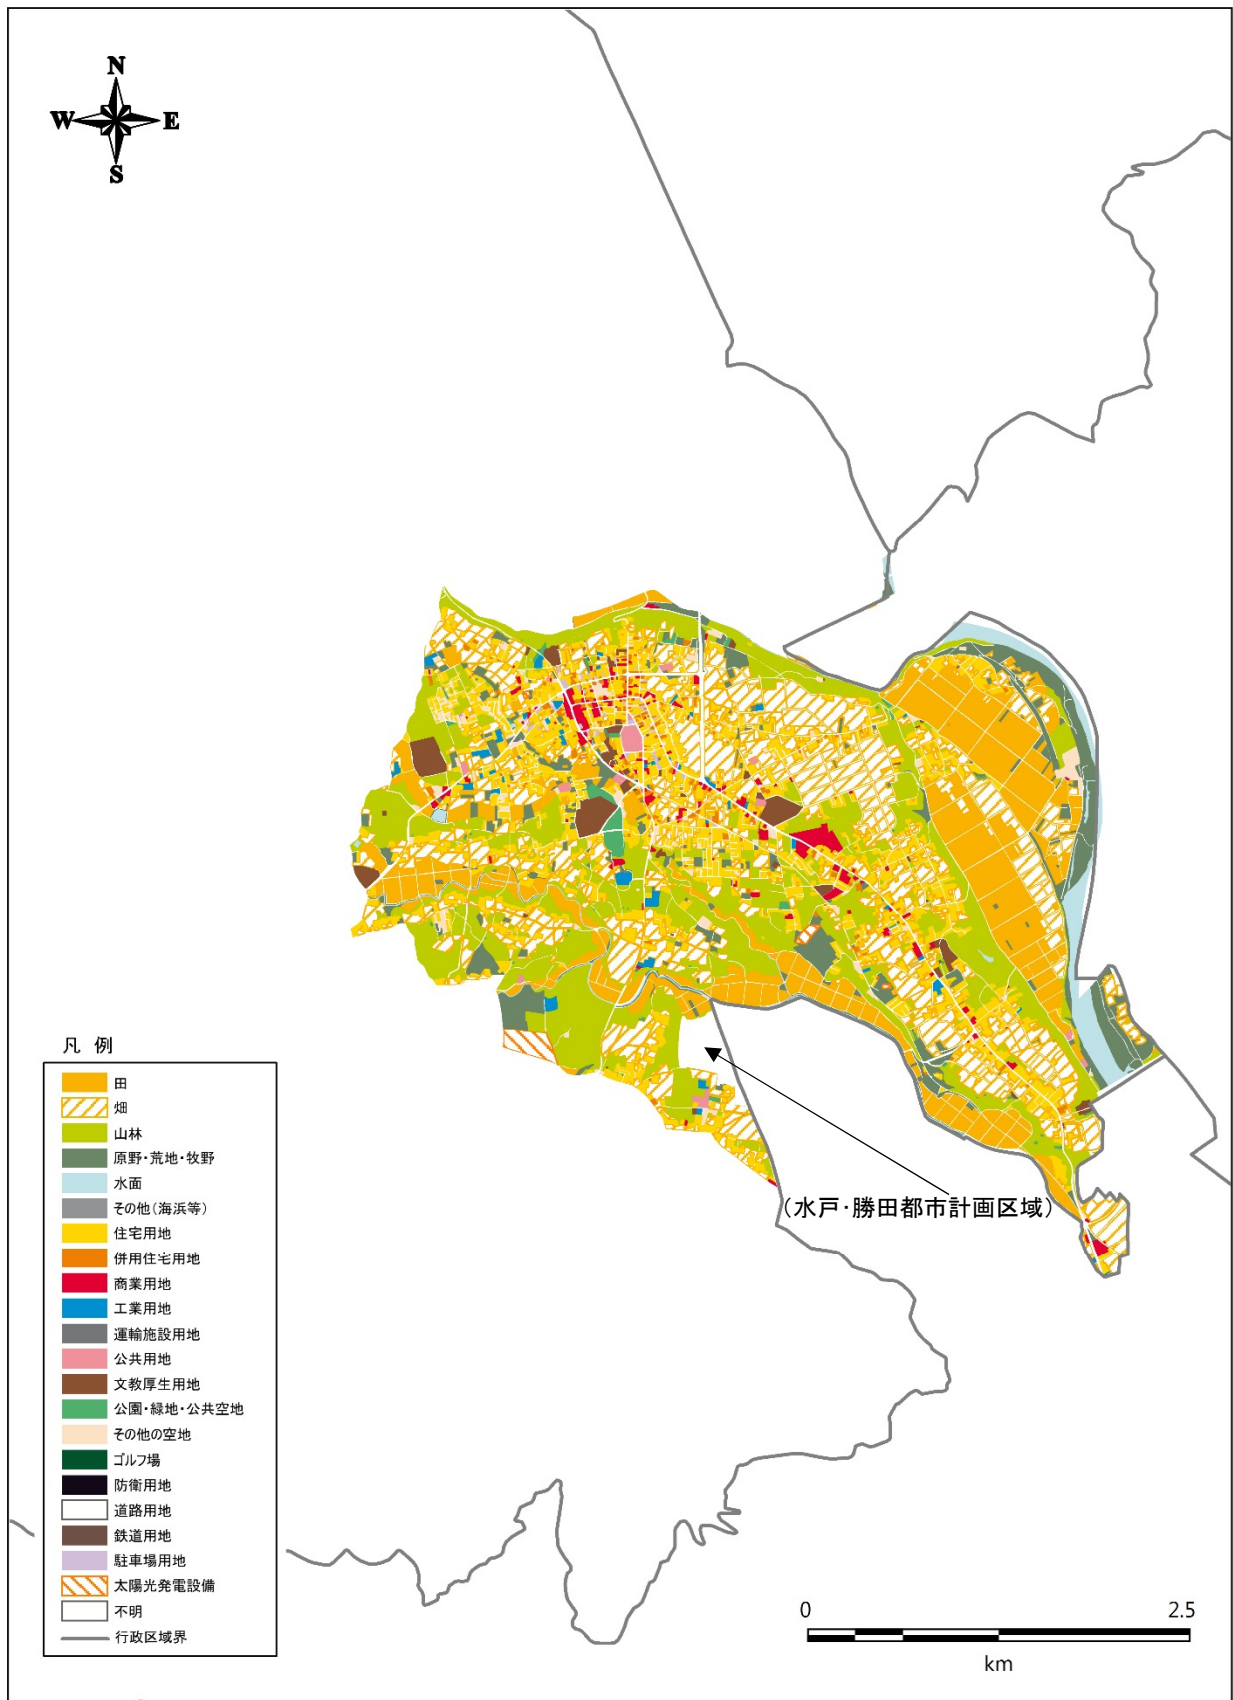 N
W E
S
(水戸・勝田都市計画区域)
凡 例
田
畑
山林
原野・荒地・牧野
水面
その他(海浜等)
住宅用地
併用住宅用地
商業用地
工業用地
運輸施設用地
公共用地
文教厚生用地
公園・緑地・公共空地
その他の空地
ゴルフ場
防衛用地
道路用地
鉄道用地
駐車場用地
太陽光発電設備
不明
行政区域界
0 2.5
km